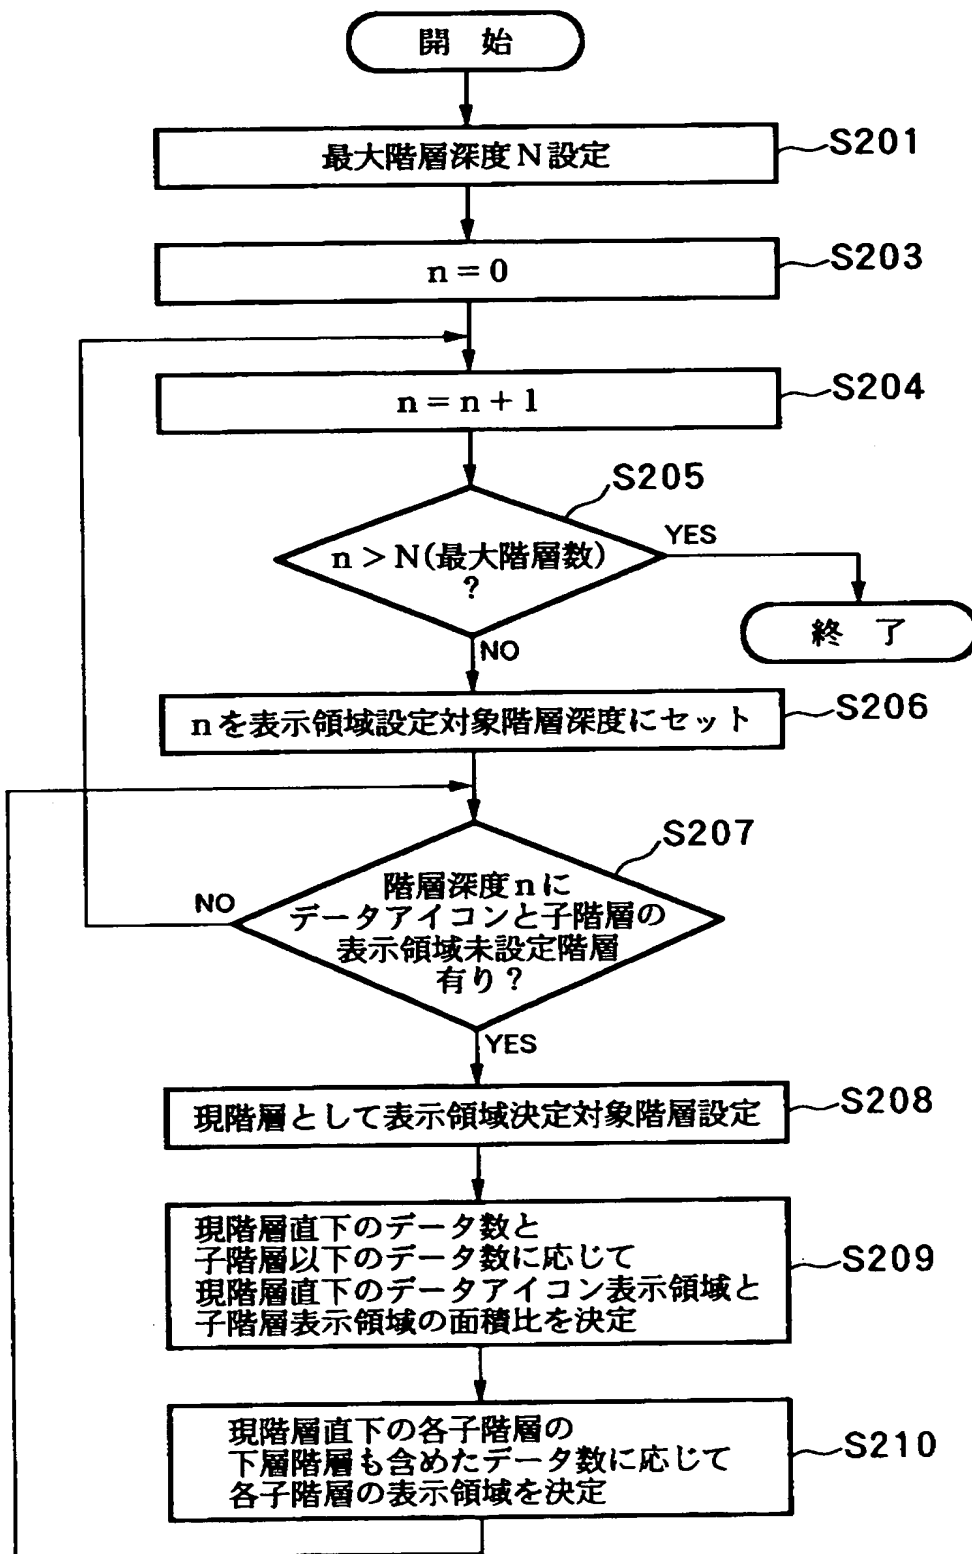 開 始
最大階層深度N設定
S201
n = 0
S203
n = n + 1
S204
S205
n > N(最大階層数)
?
YES
終 了
NO
nを表示領域設定対象階層深度にセット
S206
S207
階層深度nに
データアイコンと子階層の
表示領域未設定階層
有り?
NO
YES
現階層として表示領域決定対象階層設定
S208
現階層直下のデータ数と
子階層以下のデータ数に応じて
現階層直下のデータアイコン表示領域と
子階層表示領域の面積比を決定
S209
現階層直下の各子階層の
下層階層も含めたデータ数に応じて
各子階層の表示領域を決定
S210